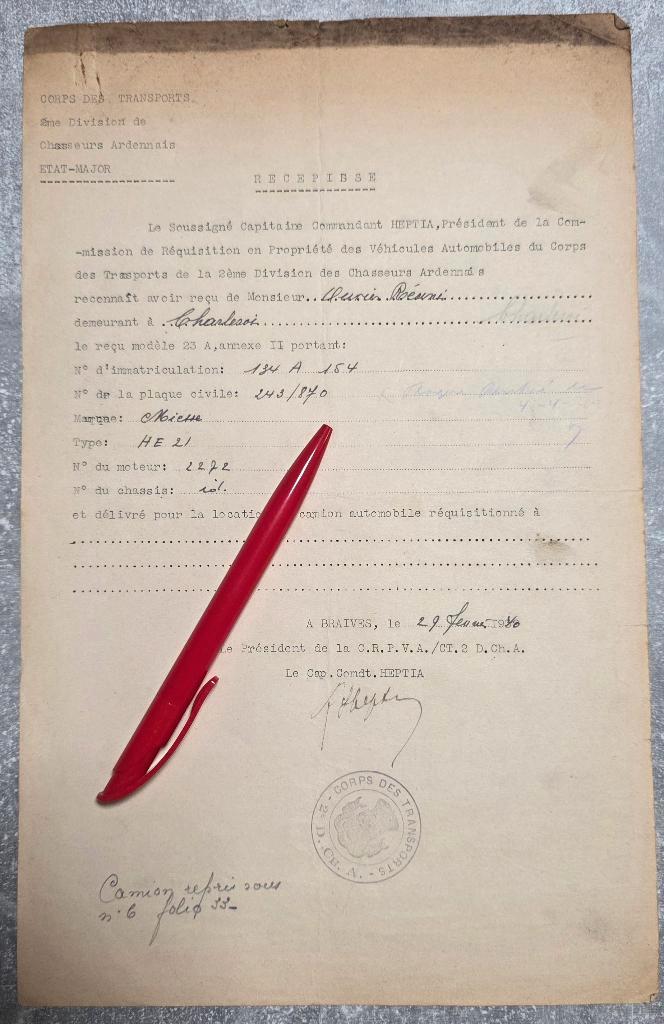 CORPS DES TRANSPORTS
2me Division de
Chasseurs Ardennais
ETAT-MAJOR
RECEPISSE
Le Soussigné Capitaine Commandant HEPTIA,Président de la Com-
-mission de Réquisition en Propriété des Véhicules Automobiles du Corps
des Transports de la 2ème Division des Chasseurs Ardennais
reconnaît avoir reçu de Monsieur
demeurant à Charleroi
le reçu modèle 23 A,annexe II portant:
N° d'immatriculation: 134 A 154
N° de la plaque civile: 243/870
Marque: Miesse
Type: HE 21
N° du moteur: 2272
N° du chassis: id.
et délivré pour la locatio camion automobile réquisitionné à
A BRAIVES, le 29 février 1940
Le Président de la C.R.P.V.A./CT.2 D.Ch.A.
Le Cap.Comdt.HEPTIA
CORPS DES TRANSPORTS - 2e D. Ch. A.
Camion repris sous
n° 6 folio 33-